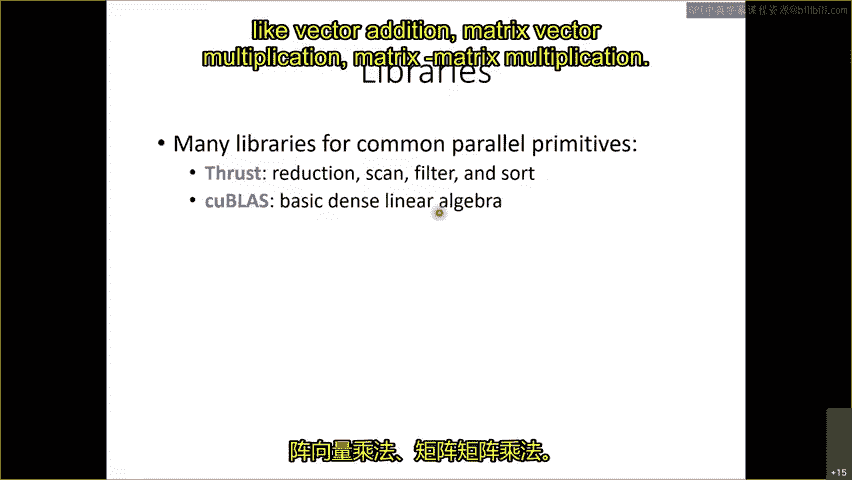 like vector addition, matrix vector
multiplication, matrix -matrix multiplication.
Libraries
• Many libraries for common parallel primitives:
• Thrust: reduction, scan, filter, and sort
• cuBLAS: basic dense linear algebra
阵向量乘法、矩阵矩阵乘法。
+15